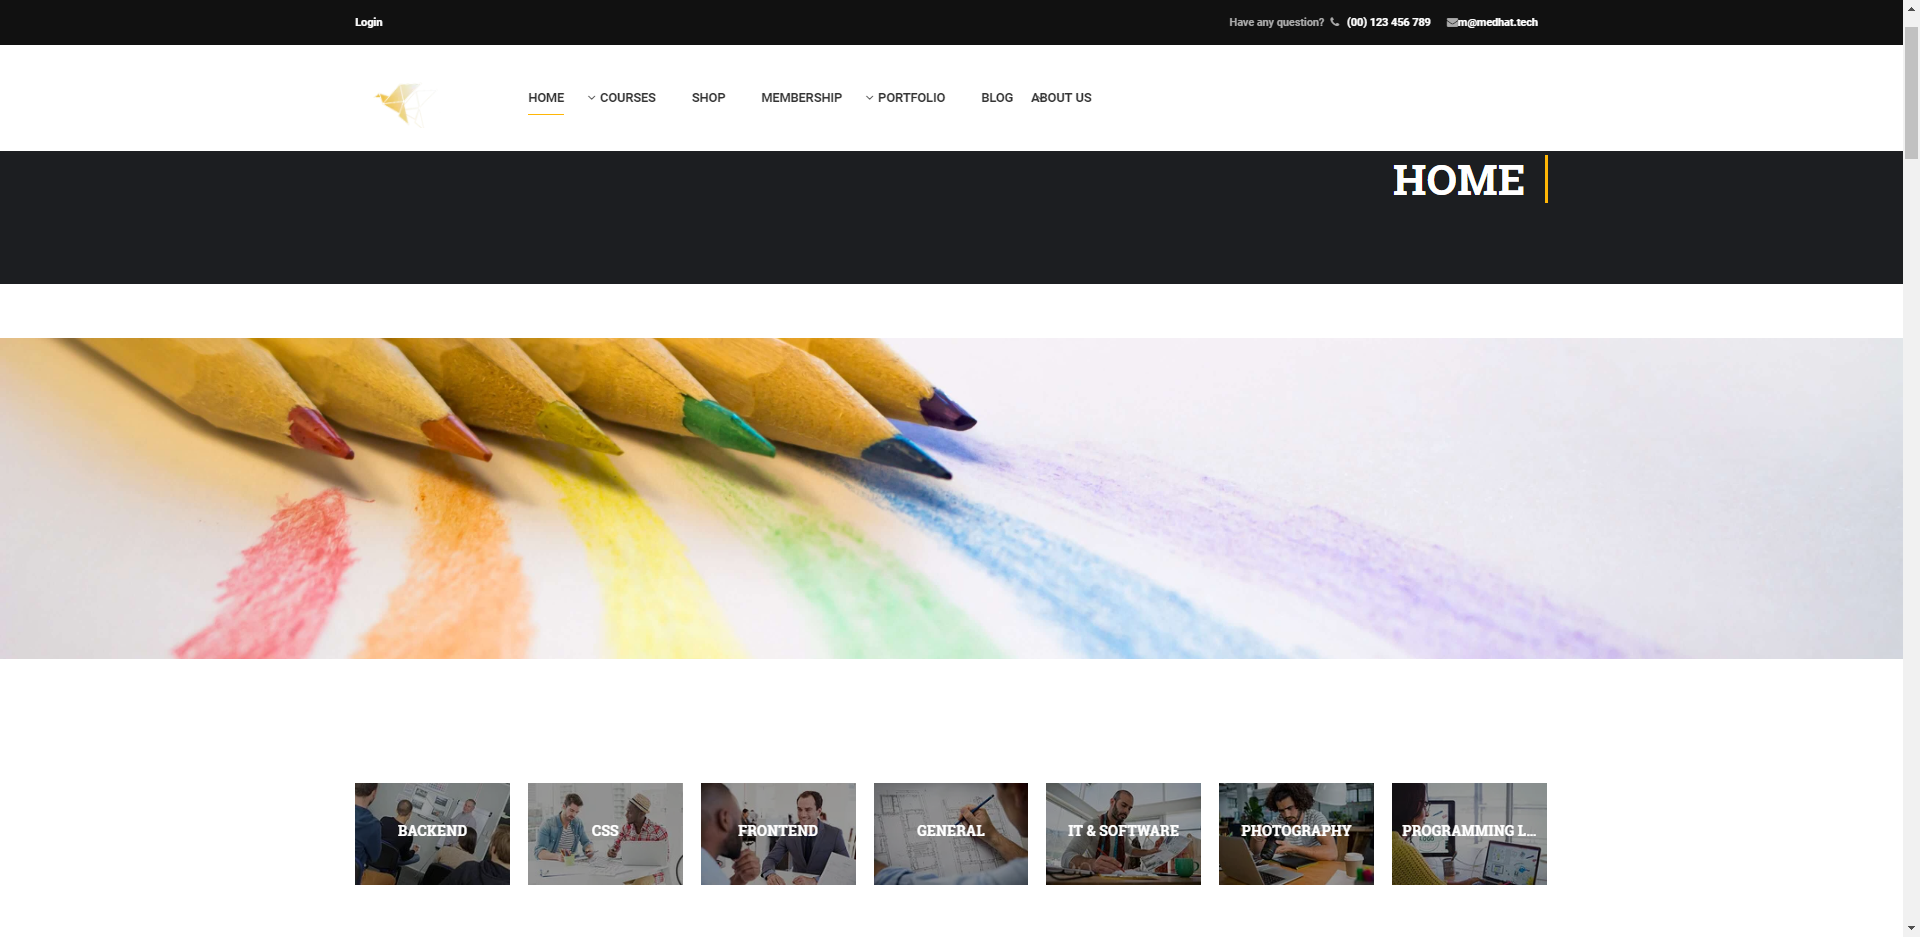 Login
Have any question? (00) 123 456 789 m@medhat.tech
HOME COURSES SHOP MEMBERSHIP PORTFOLIO BLOG ABOUT US
HOME
BACKEND CSS FRONTEND GENERAL IT & SOFTWARE PHOTOGRAPHY PROGRAMMING L...